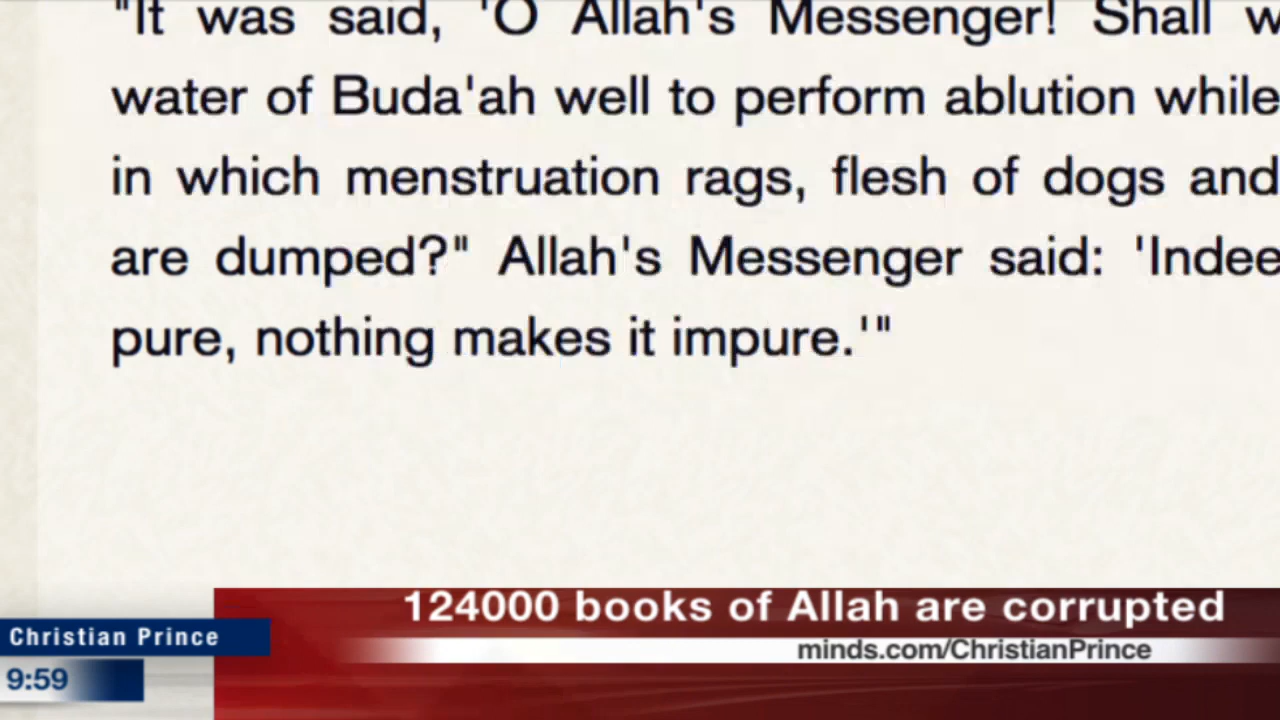 "It was said, 'O Allah's Messenger! Shall w
water of Buda'ah well to perform ablution while
in which menstruation rags, flesh of dogs and
are dumped?" Allah's Messenger said: 'Indee
pure, nothing makes it impure.'"
124000 books of Allah are corrupted
Christian Prince
minds.com/ChristianPrince
9:59